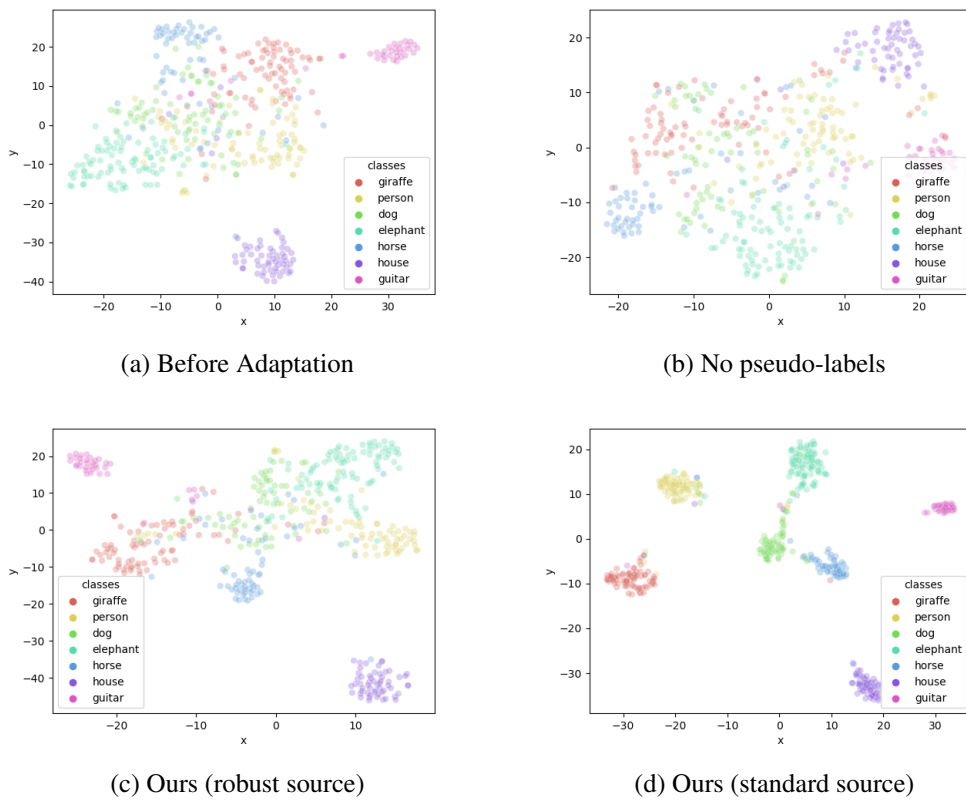 20
10
0
−10
−20
−30
−40
y
−20
−10
0
10
20
30
x
classes
giraffe
person
dog
elephant
horse
house
guitar
(a) Before Adaptation
20
10
0
−10
−20
y
−20
−10
0
10
20
x
classes
giraffe
person
dog
elephant
horse
house
guitar
(b) No pseudo-labels
20
10
0
−10
−20
−30
−40
y
−20
−10
0
10
x
classes
giraffe
person
dog
elephant
horse
house
guitar
(c) Ours (robust source)
20
10
0
−10
−20
−30
y
−30
−20
−10
0
10
20
30
x
classes
giraffe
person
dog
elephant
horse
house
guitar
(d) Ours (standard source)